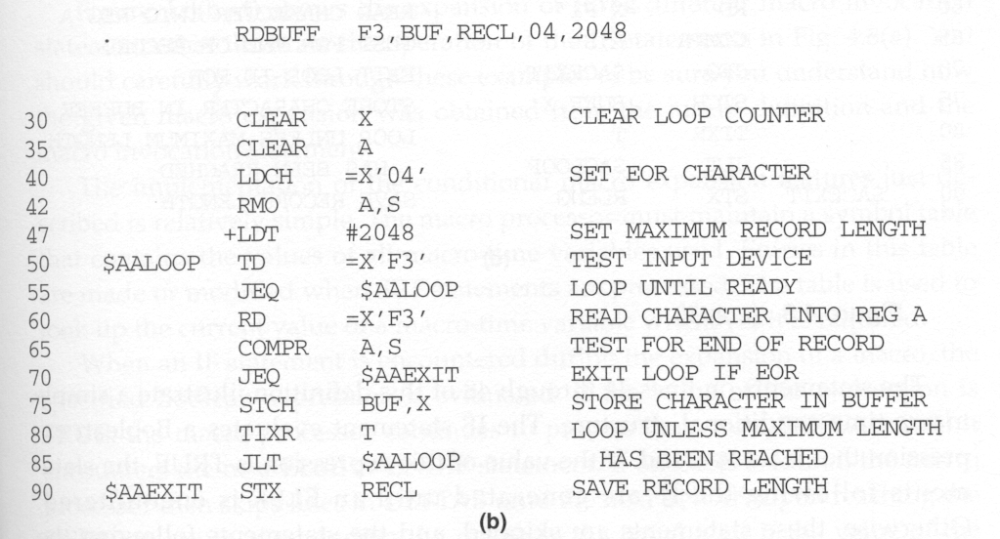 . RDBUFF F3,BUF,RECL,04,2048
30 CLEAR X CLEAR LOOP COUNTER
35 CLEAR A
40 LDCH =X'04' SET EOR CHARACTER
42 RMO A,S
47 +LDT #2048 SET MAXIMUM RECORD LENGTH
50 $AALOOP TD =X'F3' TEST INPUT DEVICE
55 JEQ $AALOOP LOOP UNTIL READY
60 RD =X'F3' READ CHARACTER INTO REG A
65 COMPR A,S TEST FOR END OF RECORD
70 JEQ $AAEXIT EXIT LOOP IF EOR
75 STCH BUF,X STORE CHARACTER IN BUFFER
80 TIXR T LOOP UNLESS MAXIMUM LENGTH
85 JLT $AALOOP HAS BEEN REACHED
90 $AAEXIT STX RECL SAVE RECORD LENGTH
(b)